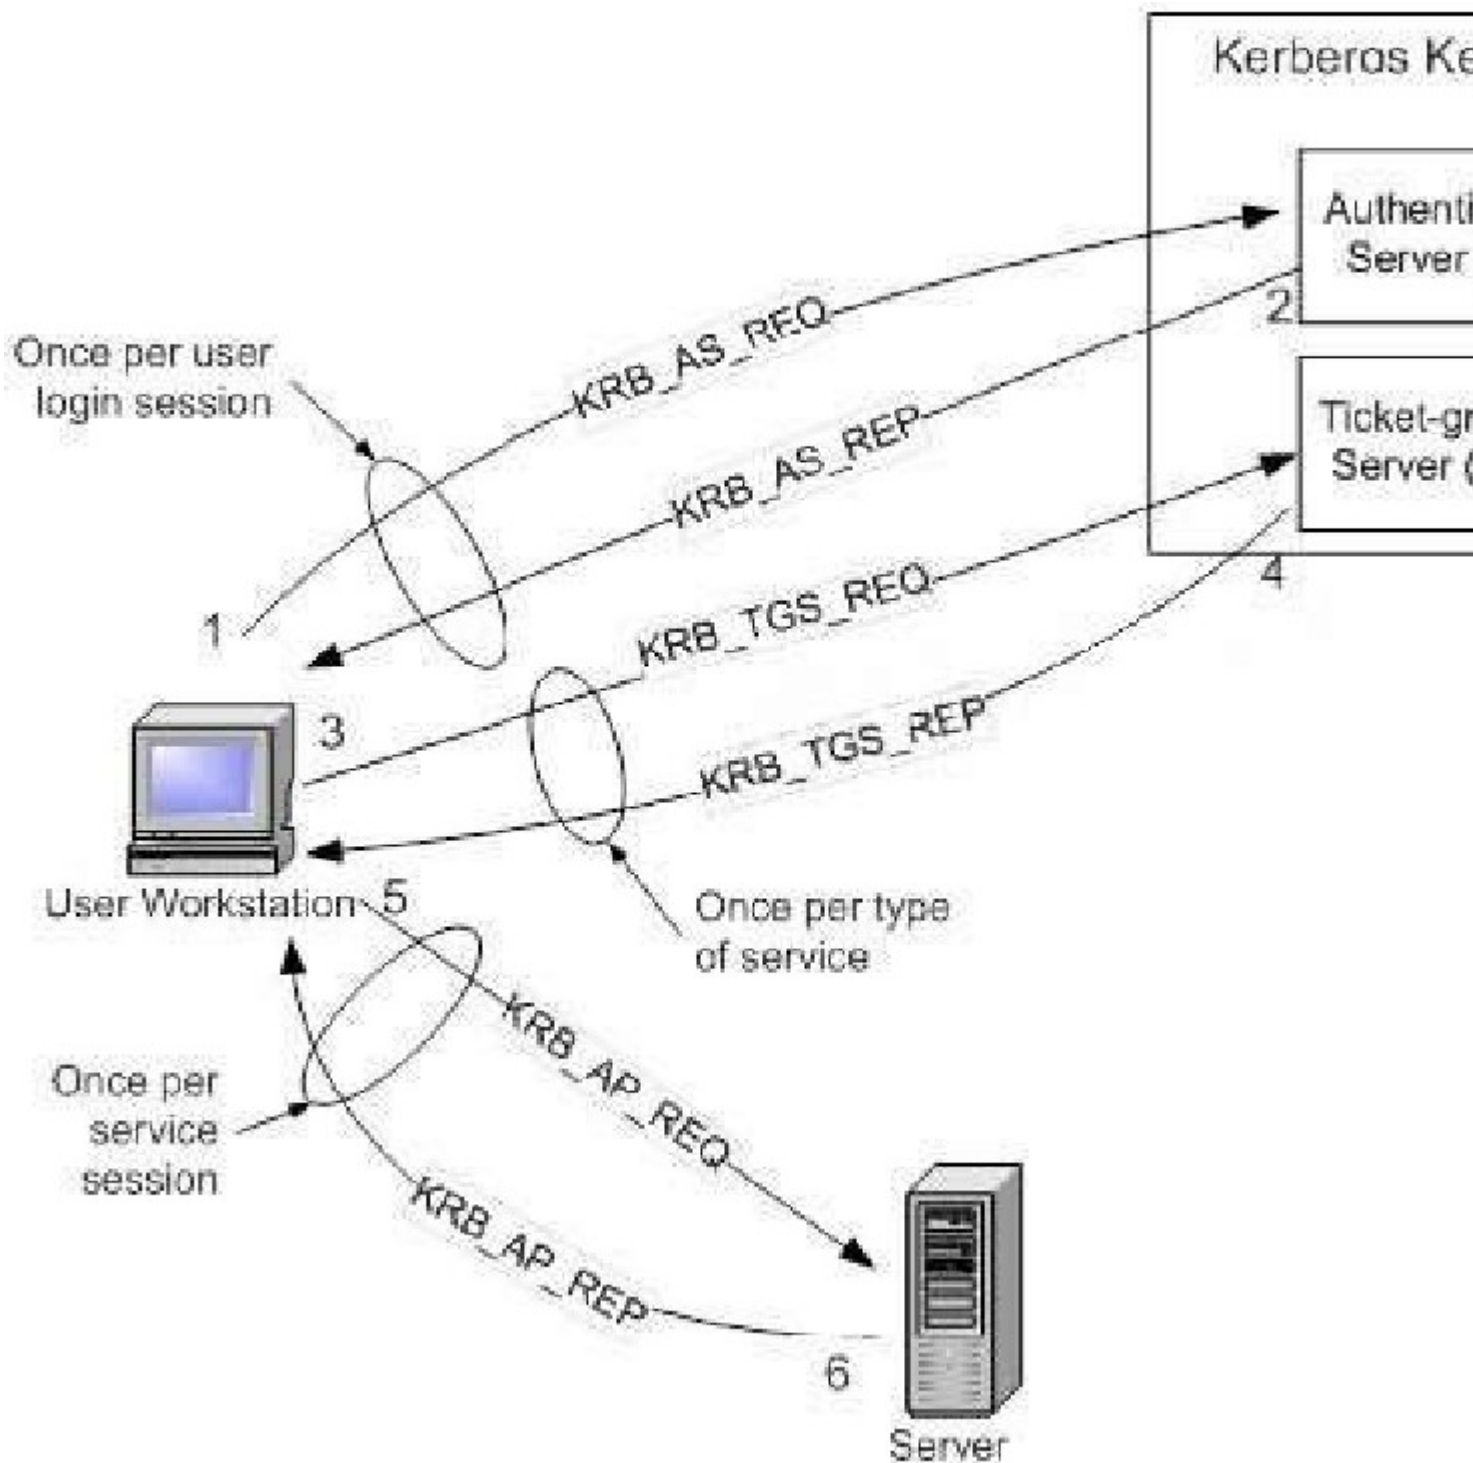 Kerberos Ke
Authenti
Server
2
KRB_AS_REQ
Once per user
login session
KRB_AS_REP
Ticket-gr
Server (
4
KRB_TGS_REQ
1
3
KRB_TGS_REP
User Workstation
5
Once per type
of service
KRB_AP_REQ
Once per
service
session
KRB_AP_REP
6
Server